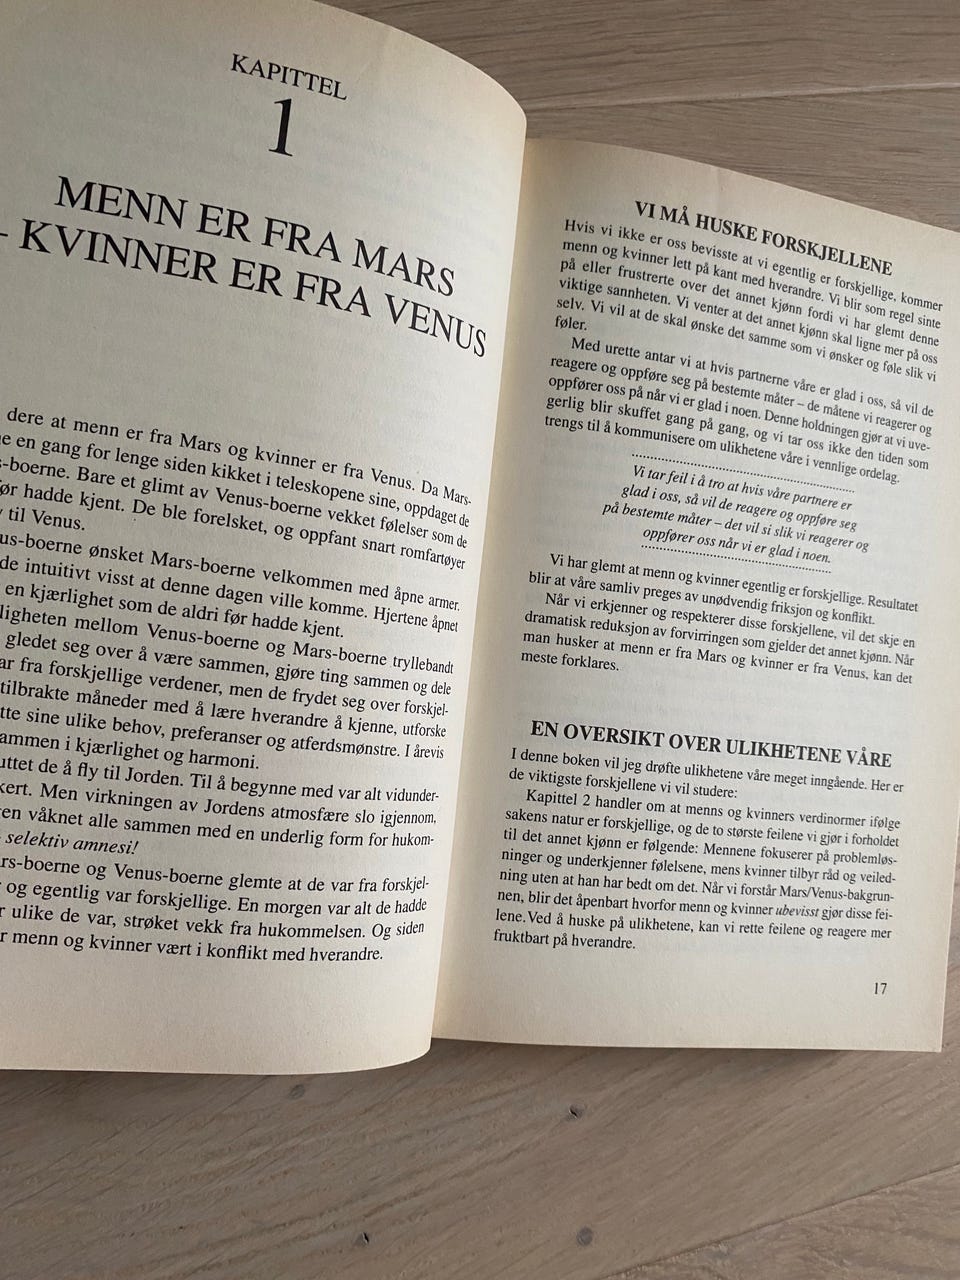 KAPITTEL
1
MENN ER FRA MARS
- KVINNER ER FRA VENUS
dere at menn er fra Mars og kvinner er fra Venus. Da Mars-
en gang for lenge siden kikket i teleskopene sine, oppdaget de
-boerne. Bare et glimt av Venus-boerne vekket følelser som de
før hadde kjent. De ble forelsket, og oppfant snart romfartøyer
til Venus.
us-boerne ønsket Mars-boerne velkommen med åpne armer.
de intuitivt visst at denne dagen ville komme. Hjertene åpnet
en kjærlighet som de aldri før hadde kjent.
ligheten mellom Venus-boerne og Mars-boerne tryllebandt
gledet seg over å være sammen, gjøre ting sammen og dele
ar fra forskjellige verdener, men de frydet seg over forskjel-
tilbrakte måneder med å lære hverandre å kjenne, utforske
tte sine ulike behov, preferanser og atferdsmønstre. I årevis
ammen i kjærlighet og harmoni.
uttet de å fly til Jorden. Til å begynne med var alt vidunder-
kert. Men virkningen av Jordens atmosfære slo igjennom,
en våknet alle sammen med en underlig form for hukom-
selektiv amnesi!
ars-boerne og Venus-boerne glemte at de var fra forskjel-
og egentlig var forskjellige. En morgen var alt de hadde
r ulike de var, strøket vekk fra hukommelsen. Og siden
r menn og kvinner vært i konflikt med hverandre.
VI MÅ HUSKE FORSKJELLENE
Hvis vi ikke er oss bevisste at vi egentlig er forskjellige, kommer
menn og kvinner lett på kant med hverandre. Vi blir som regel sinte
på eller frustrerte over det annet kjønn fordi vi har glemt denne
viktige sannheten. Vi venter at det annet kjønn skal ligne mer på oss
selv. Vi vil at de skal ønske det samme som vi ønsker og føle slik vi
føler.
Med urette antar vi at hvis partnerne våre er glad i oss, så vil de
reagere og oppføre seg på bestemte måter – de måtene vi reagerer og
oppfører oss på når vi er glad i noen. Denne holdningen gjør at vi uve-
gerlig blir skuffet gang på gang, og vi tar oss ikke den tiden som
trengs til å kommunisere om ulikhetene våre i vennlige ordelag.
Vi tar feil i å tro at hvis våre partnere er
glad i oss, så vil de reagere og oppføre seg
på bestemte måter – det vil si slik vi reagerer og
oppfører oss når vi er glad i noen.
Vi har glemt at menn og kvinner egentlig er forskjellige. Resultatet
blir at våre samliv preges av unødvendig friksjon og konflikt.
Når vi erkjenner og respekterer disse forskjellene, vil det skje en
dramatisk reduksjon av forvirringen som gjelder det annet kjønn. Når
man husker at menn er fra Mars og kvinner er fra Venus, kan det
meste forklares.
EN OVERSIKT OVER ULIKHETENE VÅRE
I denne boken vil jeg drøfte ulikhetene våre meget inngående. Her er
de viktigste forskjellene vi vil studere:
Kapittel 2 handler om at menns og kvinners verdinormer ifølge
sakens natur er forskjellige, og de to største feilene vi gjør i forholdet
til det annet kjønn er følgende: Mennene fokuserer på problemløs-
ninger og underkjenner følelsene, mens kvinner tilbyr råd og veiled-
ning uten at han har bedt om det. Når vi forstår Mars/Venus-bakgrun-
nen, blir det åpenbart hvorfor menn og kvinner ubevisst gjør disse fei-
lene. Ved å huske på ulikhetene, kan vi rette feilene og reagere mer
fruktbart på hverandre.
17